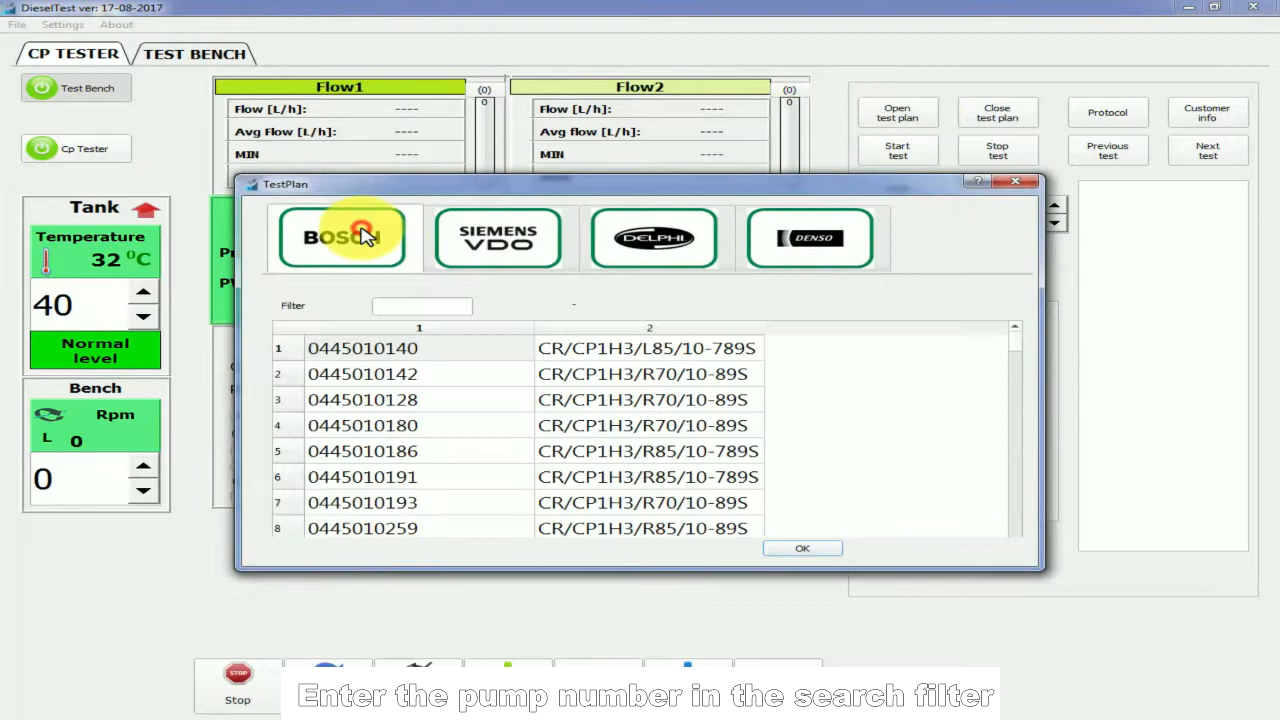 DieselTest ver: 17-08-2017
File Settings About
CP TESTER TEST BENCH
Test Bench
Cp Tester
Flow1 (0)
0
Flow [L/h]: ----
Avg Flow [L/h]: ----
MIN ----
Flow2 (0)
0
Flow [L/h]: ----
Avg flow [L/h]: ----
MIN ----
Open test plan
Close test plan
Protocol
Customer info
Start test
Stop test
Previous test
Next test
Tank
Temperature
32 °C
40
Normal level
Bench
Rpm
L 0
0
TestPlan
BOSCH
SIEMENS
VDO
DELPHI
DENSO
Filter -
1 2
1 0445010140 CR/CP1H3/L85/10-789S
2 0445010142 CR/CP1H3/R70/10-89S
3 0445010128 CR/CP1H3/R70/10-89S
4 0445010180 CR/CP1H3/R70/10-89S
5 0445010186 CR/CP1H3/R85/10-789S
6 0445010191 CR/CP1H3/R85/10-789S
7 0445010193 CR/CP1H3/R70/10-89S
8 0445010259 CR/CP1H3/R85/10-89S
OK
STOP
Stop
Enter the pump number in the search filter